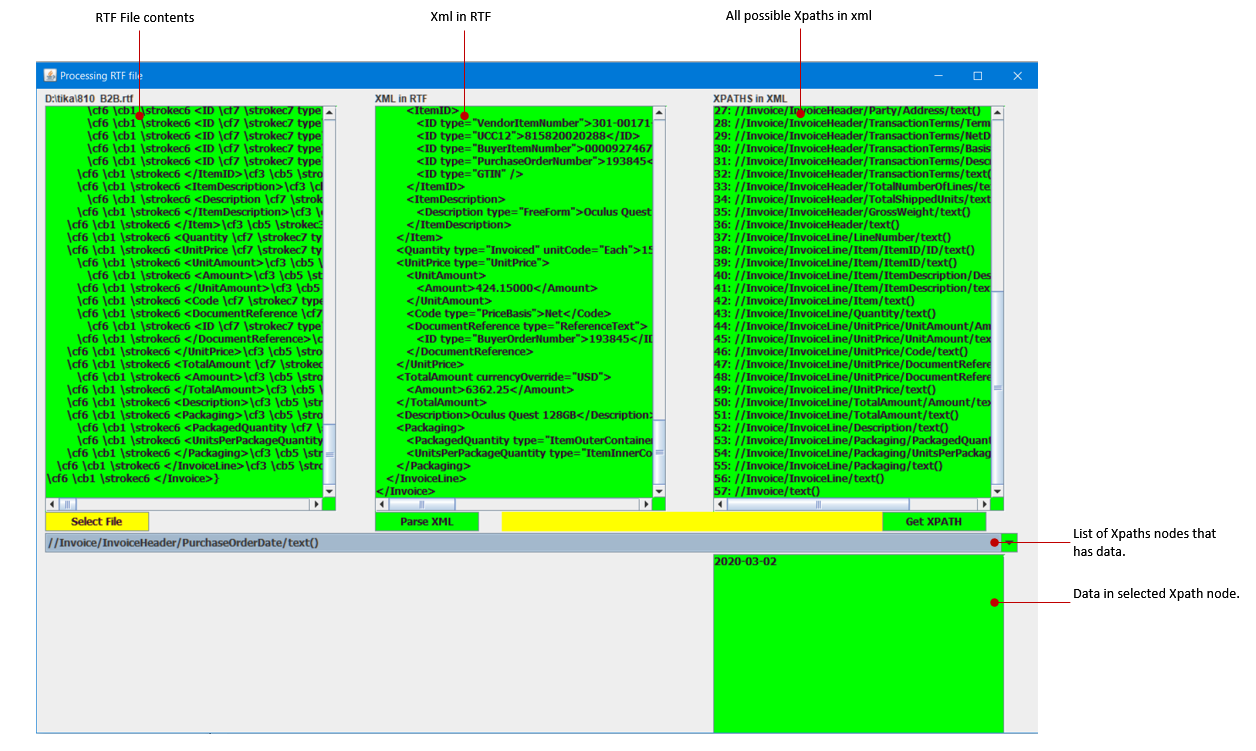 RTF File contents
Xml in RTF
All possible Xpaths in xml
Processing RTF file
D:\tika\810_B2B.rtf
\cf6 \cb1 \strokec6 <ID \cf7 \strokec7 type
\cf6 \cb1 \strokec6 <ID \cf7 \strokec7 type
\cf6 \cb1 \strokec6 <ID \cf7 \strokec7 type
\cf6 \cb1 \strokec6 <ID \cf7 \strokec7 type
\cf6 \cb1 \strokec6 <ID \cf7 \strokec7 type
\cf6 \cb1 \strokec6 </ItemID>\cf3 \cb5 \stro
\cf6 \cb1 \strokec6 <ItemDescription>\cf3 \cl
\cf6 \cb1 \strokec6 <Description \cf7 \strok
\cf6 \cb1 \strokec6 </ItemDescription>\cf3 \
\cf6 \cb1 \strokec6 </Item>\cf3 \cb5 \strokec3
\cf6 \cb1 \strokec6 <Quantity \cf7 \strokec7 ty
\cf6 \cb1 \strokec6 <UnitPrice \cf7 \strokec7 ty
\cf6 \cb1 \strokec6 <UnitAmount>\cf3 \cb5 \
\cf6 \cb1 \strokec6 <Amount>\cf3 \cb5 \st
\cf6 \cb1 \strokec6 </UnitAmount>\cf3 \cb5
\cf6 \cb1 \strokec6 <Code \cf7 \strokec7 type
\cf6 \cb1 \strokec6 <DocumentReference \cf7
\cf6 \cb1 \strokec6 <ID \cf7 \strokec7 type
\cf6 \cb1 \strokec6 </DocumentReference>\c
\cf6 \cb1 \strokec6 </UnitPrice>\cf3 \cb5 \stro
\cf6 \cb1 \strokec6 <TotalAmount \cf7 \strokec
\cf6 \cb1 \strokec6 <Amount>\cf3 \cb5 \stro
\cf6 \cb1 \strokec6 </TotalAmount>\cf3 \cb5 \
\cf6 \cb1 \strokec6 <Description>\cf3 \cb5 \stro
\cf6 \cb1 \strokec6 <Packaging>\cf3 \cb5 \stro
\cf6 \cb1 \strokec6 <PackagedQuantity \cf7 \
\cf6 \cb1 \strokec6 <UnitsPerPackageQuantity
\cf6 \cb1 \strokec6 </Packaging>\cf3 \cb5 \stro
\cf6 \cb1 \strokec6 </InvoiceLine>\cf3 \cb5 \strc
\cf6 \cb1 \strokec6 </Invoice>}
XML in RTF
<ItemID>
<ID type="VendorItemNumber">301-00171-
<ID type="UCC12">815820020288</ID>
<ID type="BuyerItemNumber">0000927467
<ID type="PurchaseOrderNumber">193845<
<ID type="GTIN" />
</ItemID>
<ItemDescription>
<Description type="FreeForm">Oculus Quest
</ItemDescription>
</Item>
<Quantity type="Invoiced" unitCode="Each">15
<UnitPrice type="UnitPrice">
<UnitAmount>
<Amount>424.15000</Amount>
</UnitAmount>
<Code type="PriceBasis">Net</Code>
<DocumentReference type="ReferenceText">
<ID type="BuyerOrderNumber">193845</ID
</DocumentReference>
</UnitPrice>
<TotalAmount currencyOverride="USD">
<Amount>6362.25</Amount>
</TotalAmount>
<Description>Oculus Quest 128GB</Description>
<Packaging>
<PackagedQuantity type="ItemOuterContainer
<UnitsPerPackageQuantity type="ItemInnerCo
</Packaging>
</InvoiceLine>
</Invoice>
XPATHS in XML
27: //Invoice/InvoiceHeader/Party/Address/text()
28: //Invoice/InvoiceHeader/TransactionTerms/Term
29: //Invoice/InvoiceHeader/TransactionTerms/NetD
30: //Invoice/InvoiceHeader/TransactionTerms/Basis
31: //Invoice/InvoiceHeader/TransactionTerms/Desc
32: //Invoice/InvoiceHeader/TransactionTerms/text(
33: //Invoice/InvoiceHeader/TotalNumberOfLines/te
34: //Invoice/InvoiceHeader/TotalShippedUnits/text
35: //Invoice/InvoiceHeader/GrossWeight/text()
36: //Invoice/InvoiceHeader/text()
37: //Invoice/InvoiceLine/LineNumber/text()
38: //Invoice/InvoiceLine/Item/ItemID/ID/text()
39: //Invoice/InvoiceLine/Item/ItemID/text()
40: //Invoice/InvoiceLine/Item/ItemDescription/Des
41: //Invoice/InvoiceLine/Item/ItemDescription/tex
42: //Invoice/InvoiceLine/Item/text()
43: //Invoice/InvoiceLine/Quantity/text()
44: //Invoice/InvoiceLine/UnitPrice/UnitAmount/Am
45: //Invoice/InvoiceLine/UnitPrice/UnitAmount/tex
46: //Invoice/InvoiceLine/UnitPrice/Code/text()
47: //Invoice/InvoiceLine/UnitPrice/DocumentRefere
48: //Invoice/InvoiceLine/UnitPrice/DocumentRefere
49: //Invoice/InvoiceLine/UnitPrice/text()
50: //Invoice/InvoiceLine/TotalAmount/Amount/tex
51: //Invoice/InvoiceLine/TotalAmount/text()
52: //Invoice/InvoiceLine/Description/text()
53: //Invoice/InvoiceLine/Packaging/PackagedQuant
54: //Invoice/InvoiceLine/Packaging/UnitsPerPackag
55: //Invoice/InvoiceLine/Packaging/text()
56: //Invoice/InvoiceLine/text()
57: //Invoice/text()
Select File
Parse XML
Get XPATH
//Invoice/InvoiceHeader/PurchaseOrderDate/text()
List of Xpaths nodes that
has data.
2020-03-02
Data in selected Xpath node.